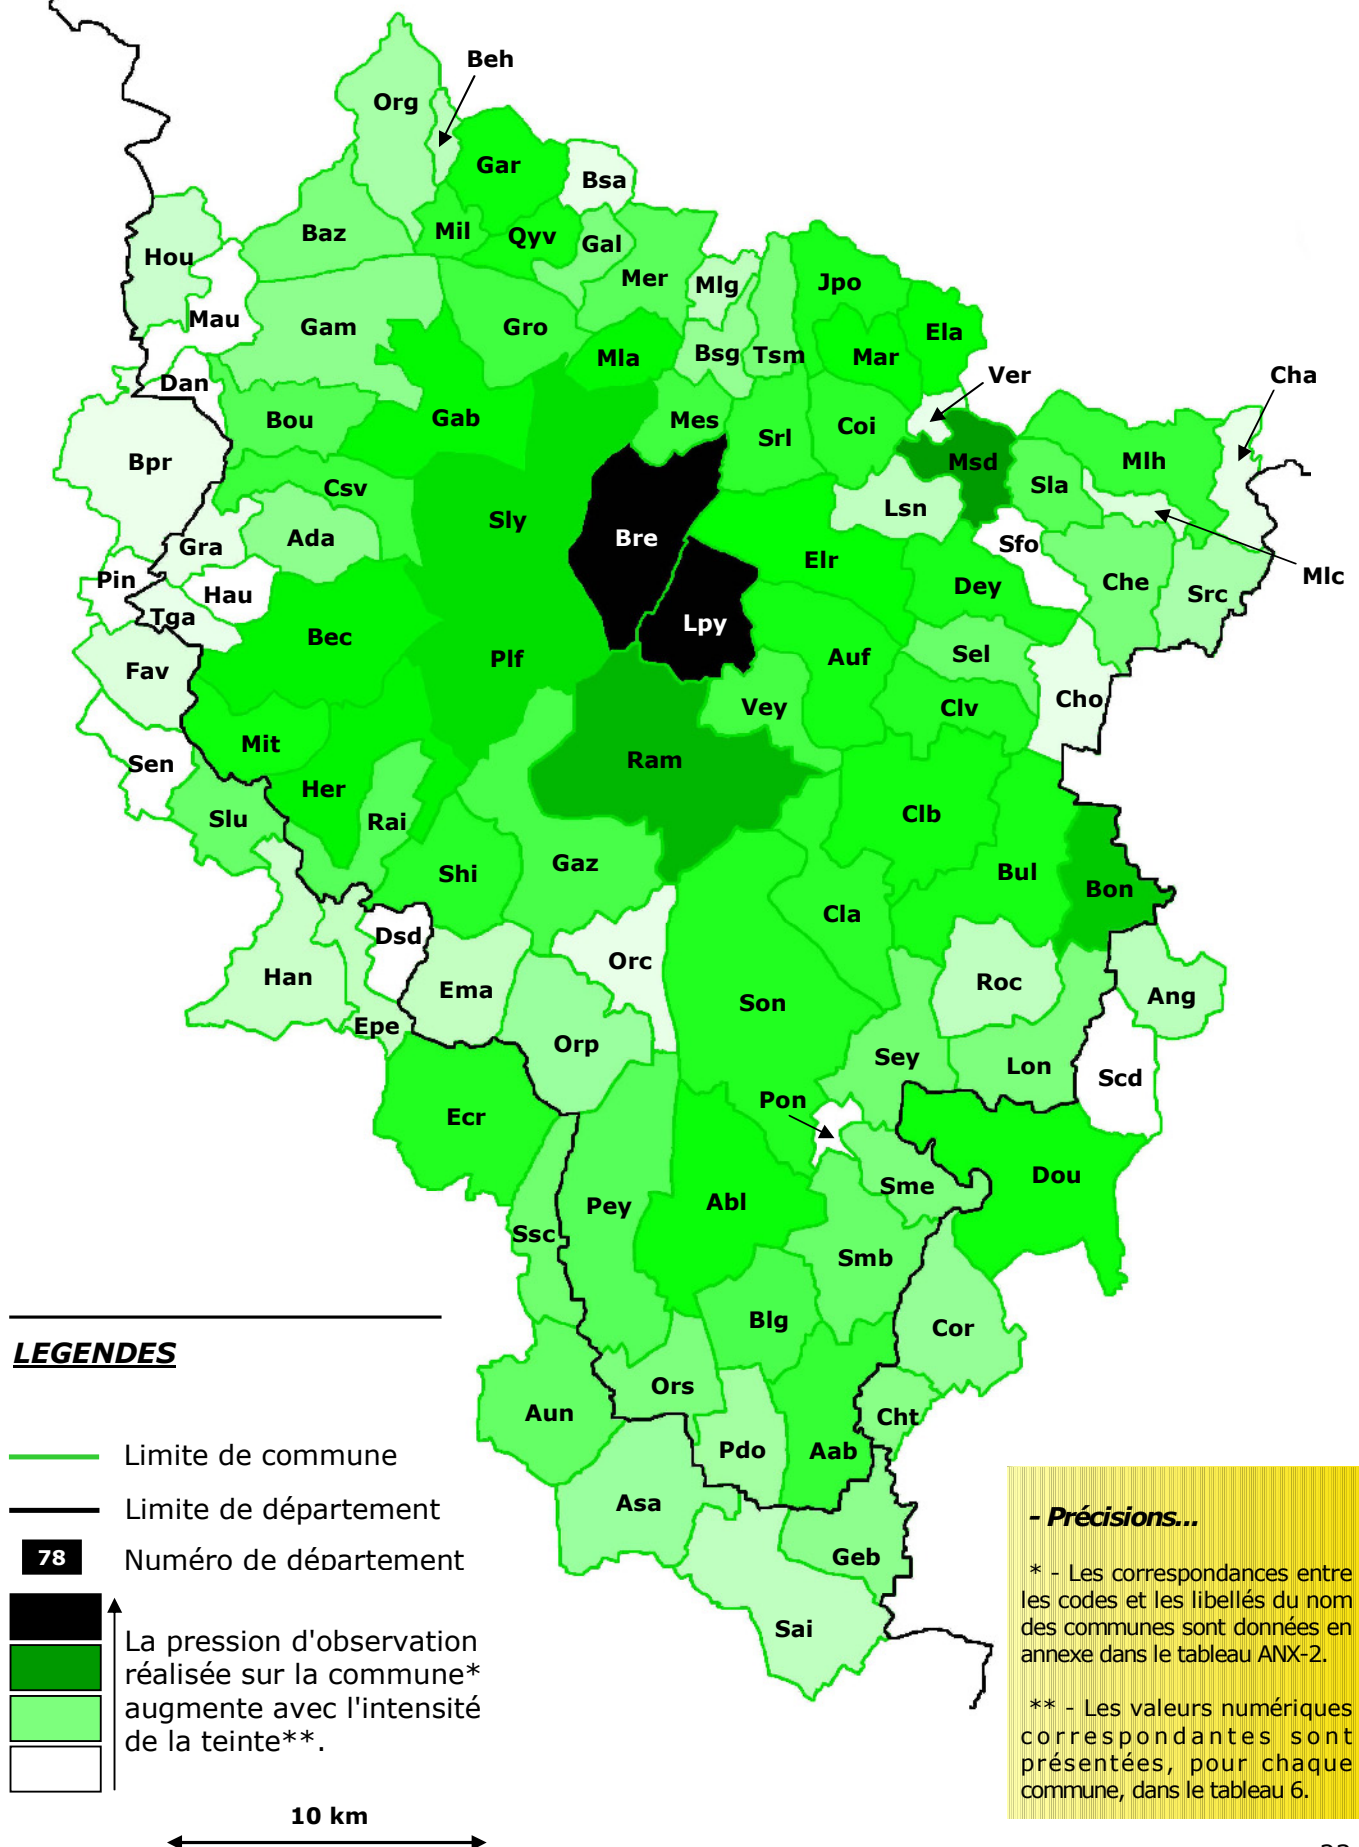 Beh
Org
Gar
Bsa
Baz
Mil
Qyv
Gal
Hou
Mer
Mlg
Jpo
Mau
Gam
Gro
Ela
Mla
Bsg
Tsm
Mar
Ver
Cha
Dan
Bou
Gab
Mes
Srl
Coi
Bpr
Msd
Mlh
Csv
Sla
Sly
Lsn
Ada
Bre
Gra
Sfo
Elr
Pin
Hau
Dey
Che
Src
Mlc
Tga
Bec
Lpy
Plf
Auf
Sel
Fav
Vey
Clv
Cho
Mit
Sen
Ram
Her
Slu
Rai
Clb
Gaz
Shi
Bul
Bon
Cla
Dsd
Orc
Han
Ema
Roc
Ang
Son
Epe
Orp
Sey
Lon
Scd
Pon
Ecr
Dou
Sme
Pey
Abl
Ssc
Smb
Blg
Cor
Ors
Aun
Cht
Pdo
Aab
Asa
Geb
Sai
LEGENDES
Limite de commune
Limite de département
78 Numéro de département
La pression d'observation
réalisée sur la commune*
augmente avec l'intensité
de la teinte**.
10 km
- Précisions...
* - Les correspondances entre
les codes et les libellés du nom
des communes sont données en
annexe dans le tableau ANX-2.
** - Les valeurs numériques
correspondantes sont
présentées, pour chaque
commune, dans le tableau 6.